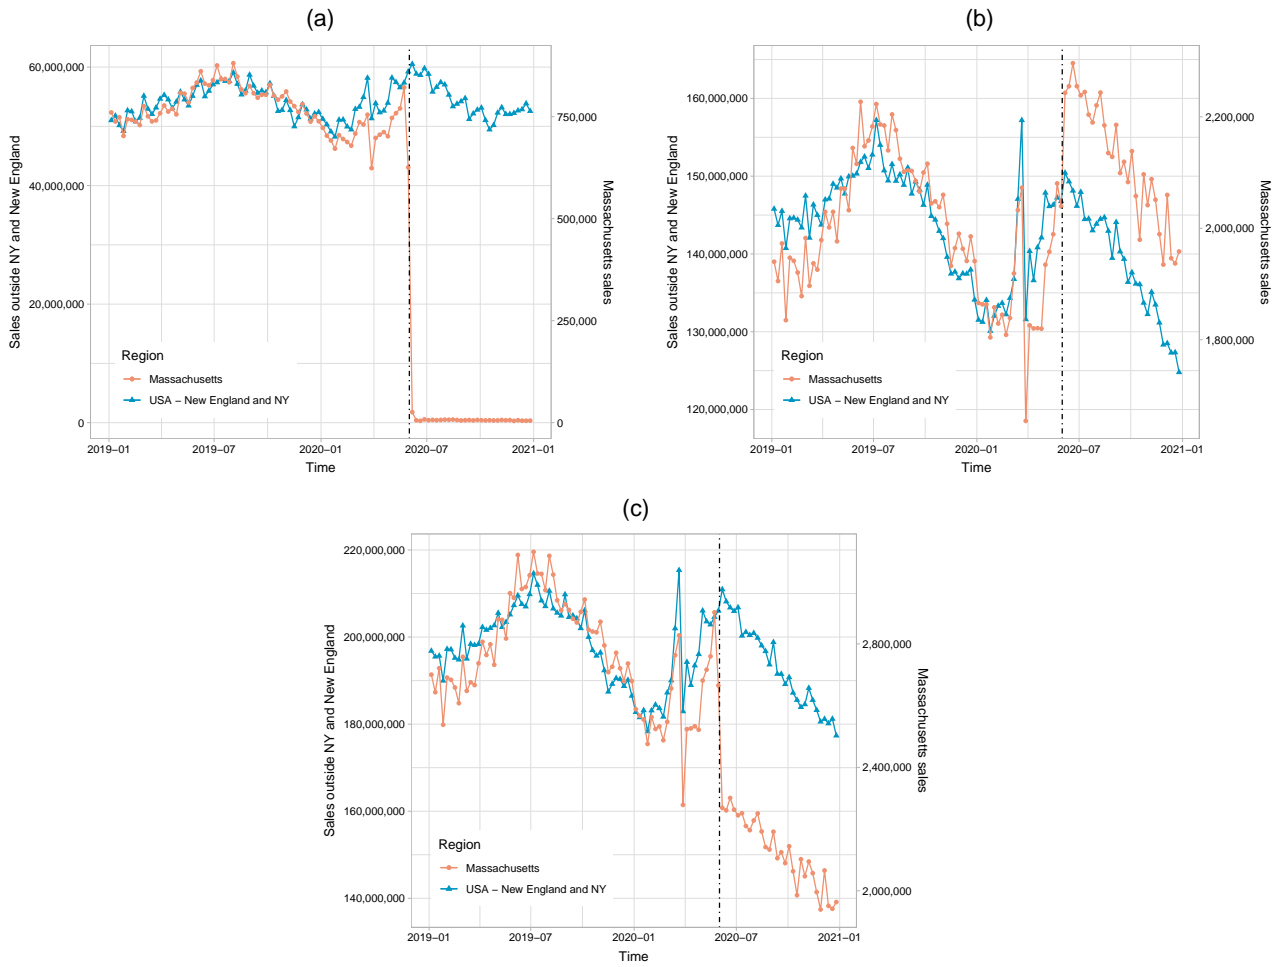 (a)
60,000,000
40,000,000
20,000,000
0
Sales outside NY and New England
750,000
500,000
250,000
0
Massachusetts sales
Region
Massachusetts
USA − New England and NY
2019−01
2019−07
2020−01
2020−07
2021−01
Time
(b)
160,000,000
150,000,000
140,000,000
130,000,000
120,000,000
Sales outside NY and New England
2,200,000
2,000,000
1,800,000
Massachusetts sales
Region
Massachusetts
USA − New England and NY
2019−01
2019−07
2020−01
2020−07
2021−01
Time
(c)
220,000,000
200,000,000
180,000,000
160,000,000
140,000,000
Sales outside NY and New England
2,800,000
2,400,000
2,000,000
Massachusetts sales
Region
Massachusetts
USA − New England and NY
2019−01
2019−07
2020−01
2020−07
2021−01
Time